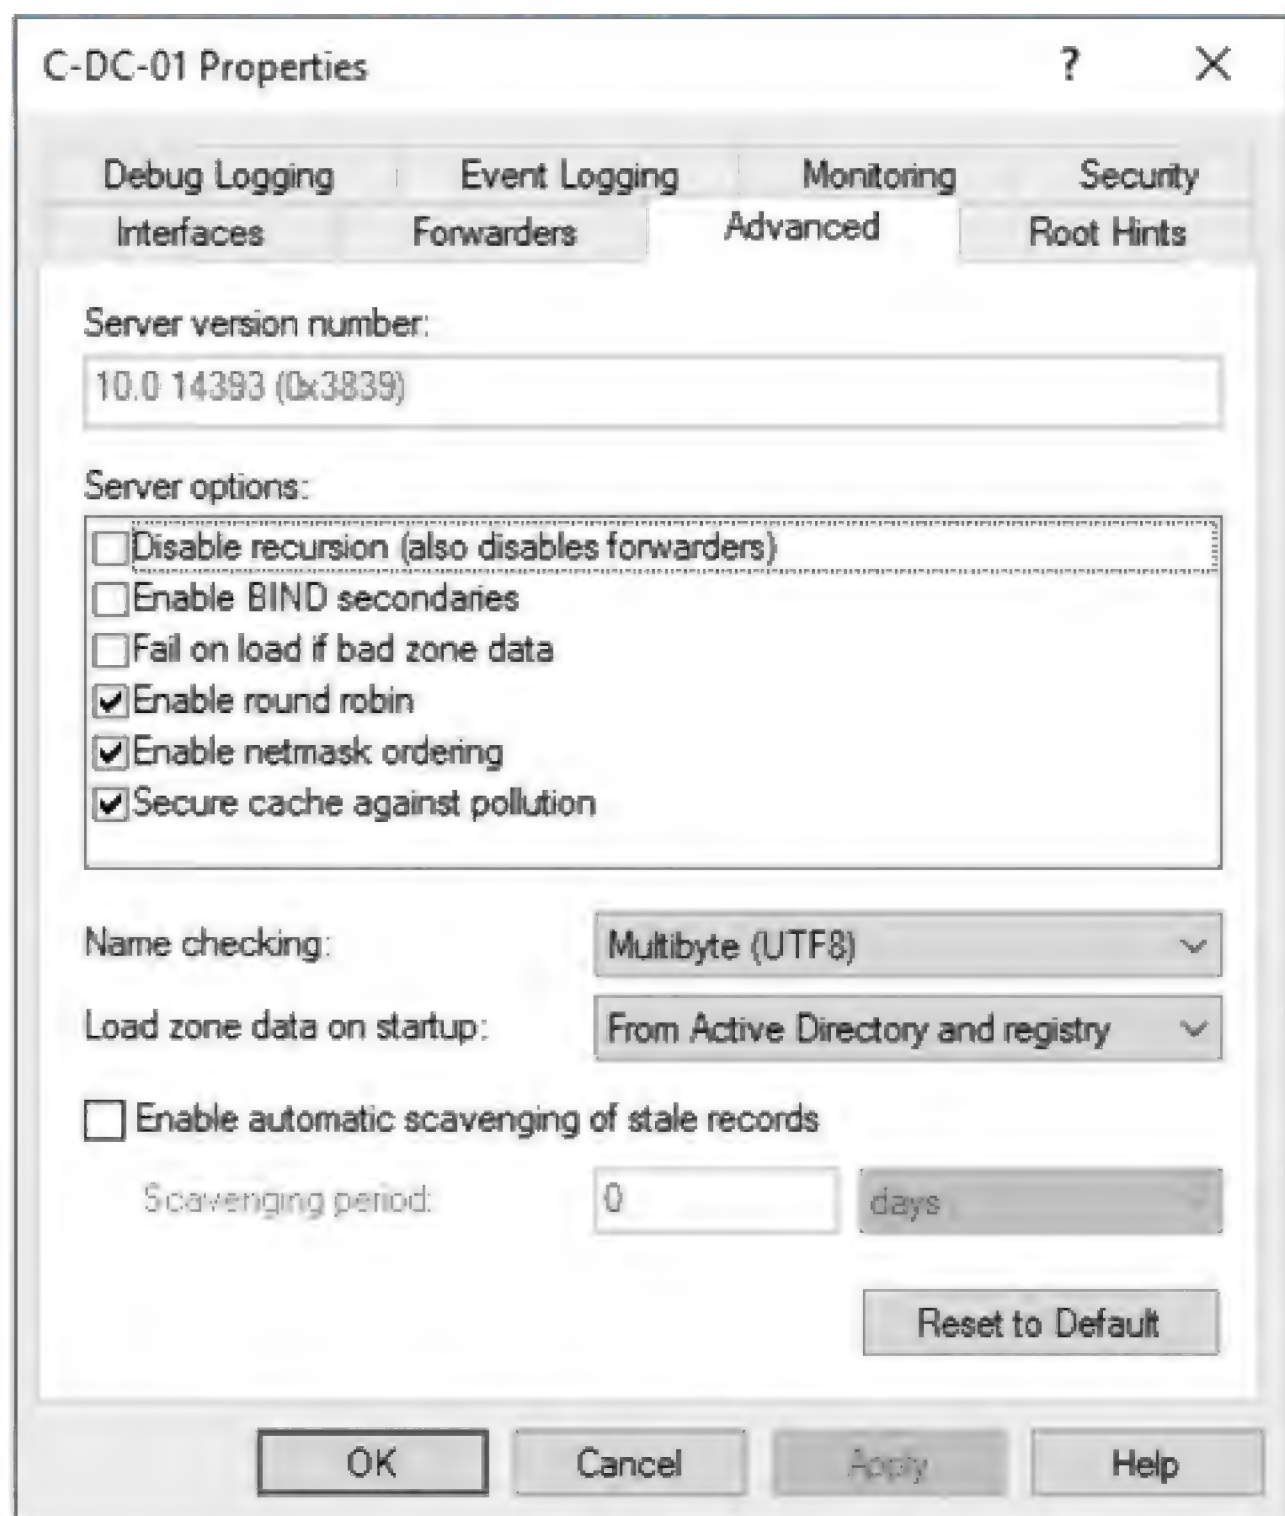 C-DC-01 Properties ? X
Debug Logging Event Logging Monitoring Security
Interfaces Forwarders Advanced Root Hints
Server version number:
10.0 14393 (0x3839)
Server options:
Disable recursion (also disables forwarders)
Enable BIND secondaries
Fail on load if bad zone data
Enable round robin
Enable netmask ordering
Secure cache against pollution
Name checking: Multibyte (UTF8)
Load zone data on startup: From Active Directory and registry
Enable automatic scavenging of stale records
Scavenging period: 0 days
Reset to Default
OK Cancel Apply Help